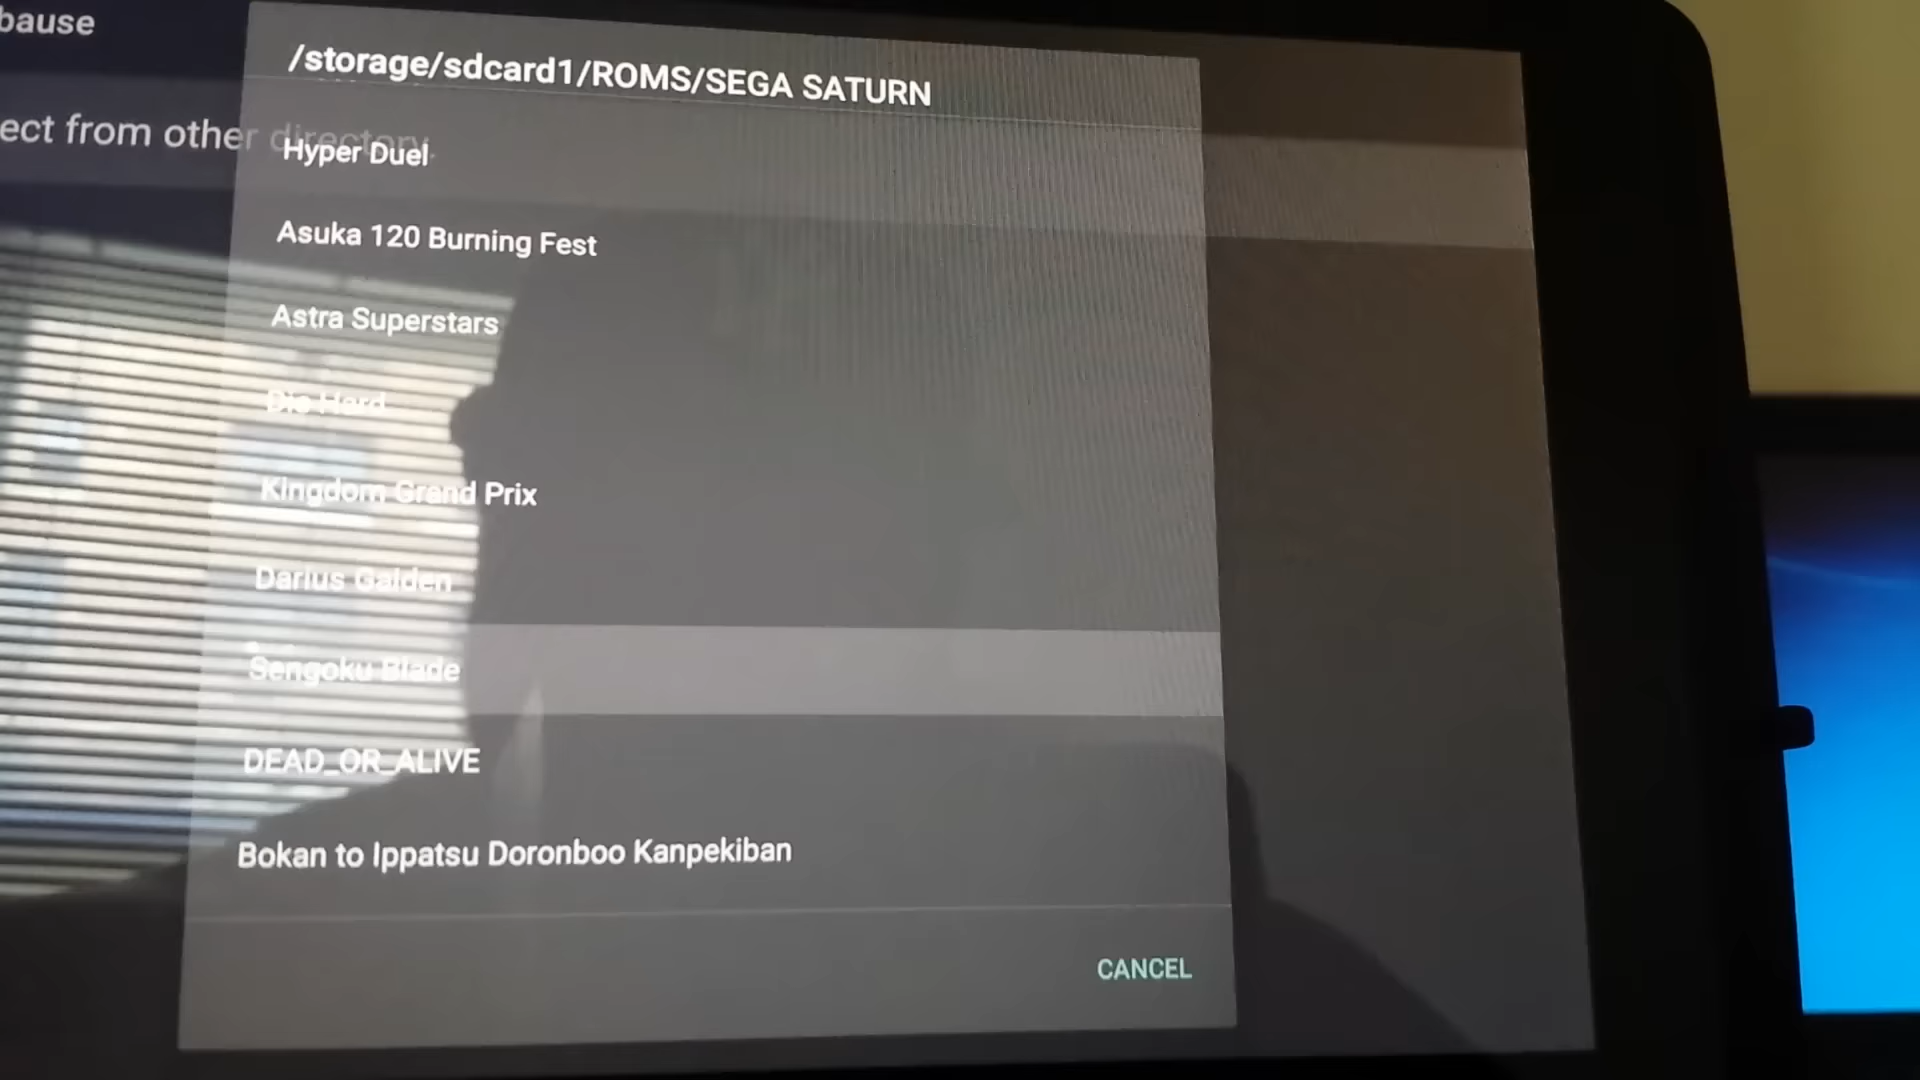 bause
/storage/sdcard1/ROMS/SEGA SATURN
ect from other directory.
Hyper Duel
Asuka 120 Burning Fest
Astra Superstars
Die Hard
Kingdom Grand Prix
Darius Gaiden
Sengoku Blade
DEAD_OR_ALIVE
Bokan to Ippatsu Doronboo Kanpekiban
CANCEL